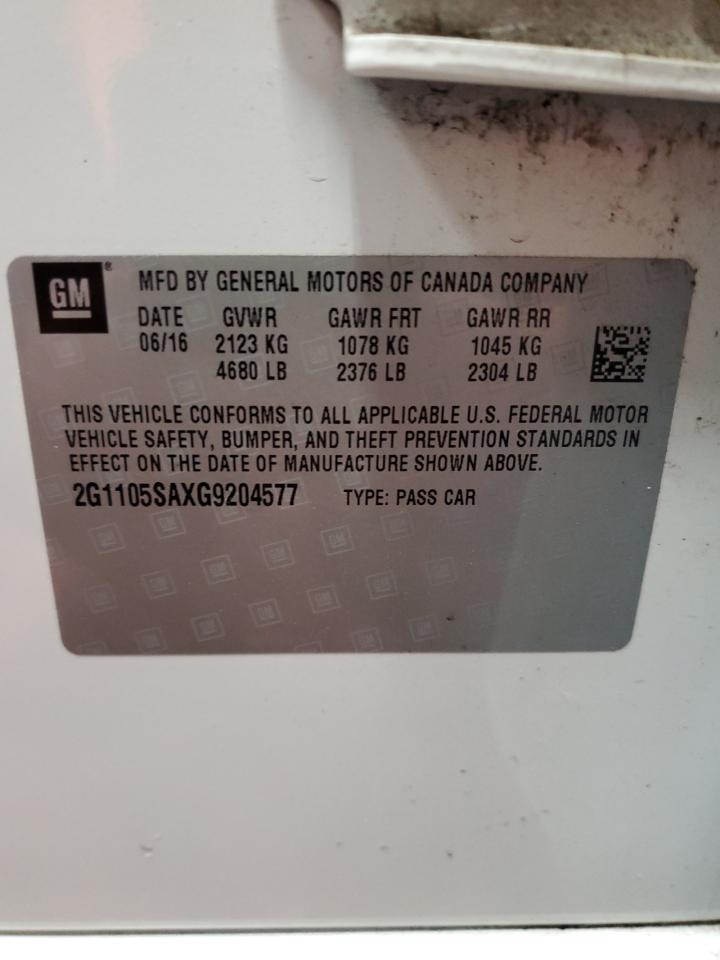 GM ® MFD BY GENERAL MOTORS OF CANADA COMPANY
DATE GVWR GAWR FRT GAWR RR
06/16 2123 KG 1078 KG 1045 KG
4680 LB 2376 LB 2304 LB
THIS VEHICLE CONFORMS TO ALL APPLICABLE U.S. FEDERAL MOTOR
VEHICLE SAFETY, BUMPER, AND THEFT PREVENTION STANDARDS IN
EFFECT ON THE DATE OF MANUFACTURE SHOWN ABOVE.
2G1105SAXG9204577 TYPE: PASS CAR